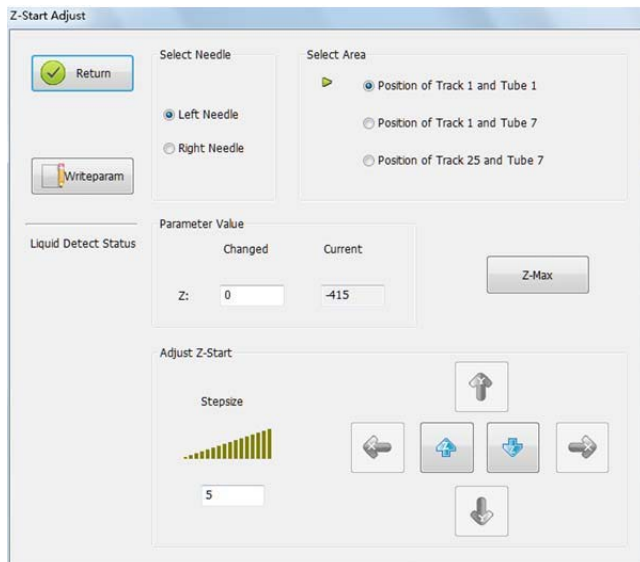 Z-Start Adjust
Return
Writeparam
Liquid Detect Status
Select Needle
Left Needle
Right Needle
Select Area
Position of Track 1 and Tube 1
Position of Track 1 and Tube 7
Position of Track 25 and Tube 7
Parameter Value
Changed Current
Z: 0 -415
Z-Max
Adjust Z-Start
Stepsize
5